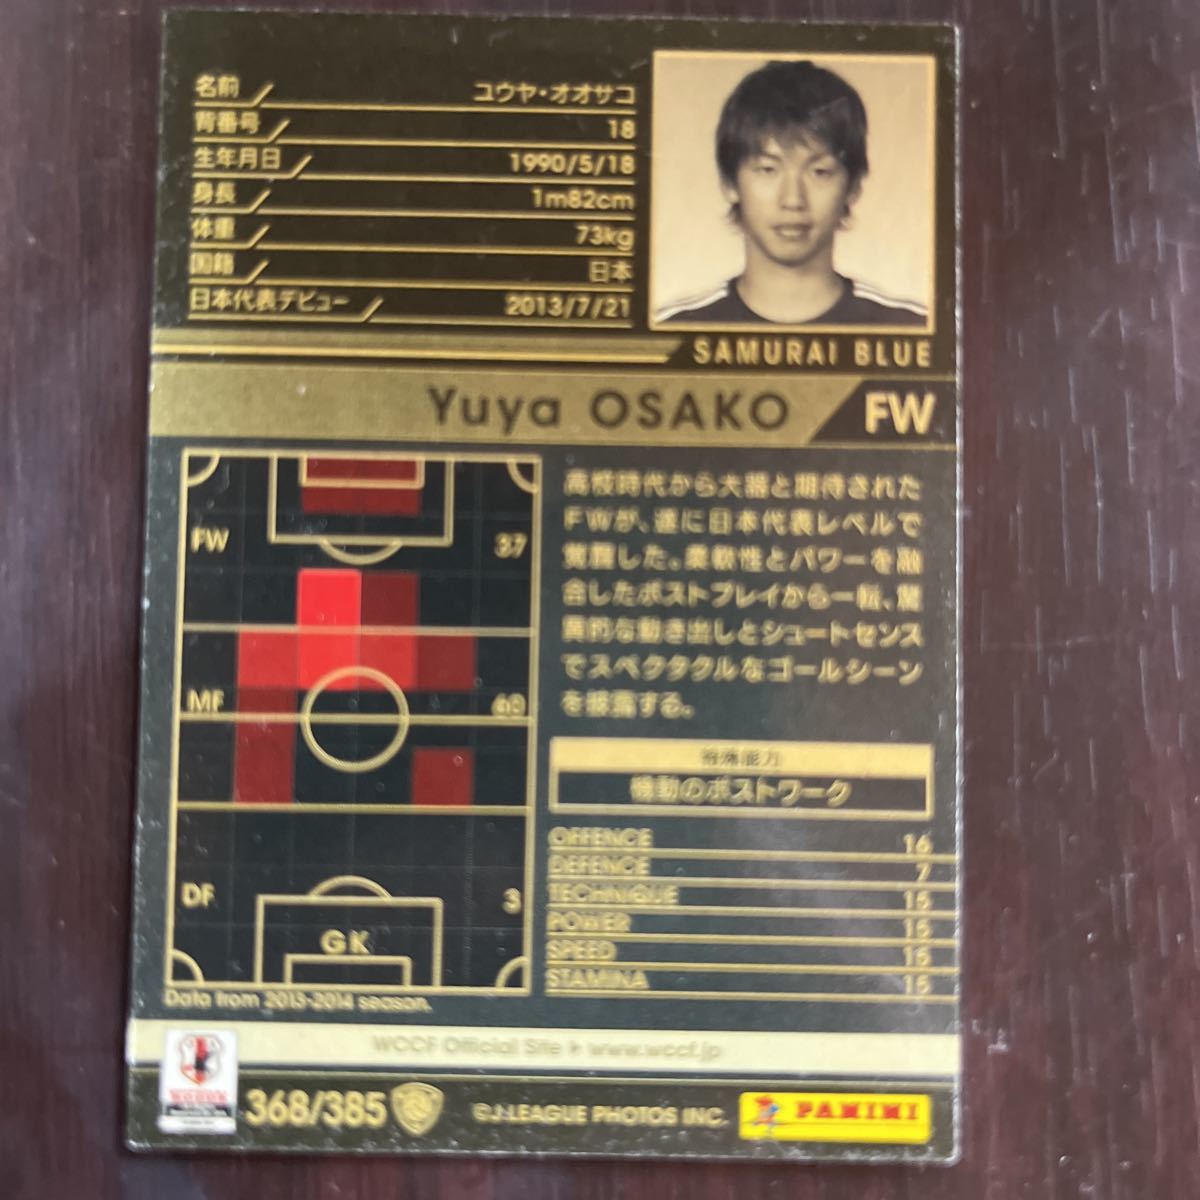 名前 ユウヤ・オオサコ
背番号 18
生年月日 1990/5/18
身長 1m82cm
体重 73kg
国籍 日本
日本代表デビュー 2013/7/21
SAMURAI BLUE
Yuya OSAKO FW
FW 37
MF 60
DF 3
GK
Data from 2013-2014 season.
高校時代から大器と期待された
FWが、遂に日本代表レベルで
覚醒した。柔軟性とパワーを融
合したポストプレイから一転、驚
異的な動き出しとシュートセンス
でスペクタクルなゴールシーン
を披露する。
特殊能力
機動のポストワーク
OFFENCE 16
DEFENCE 7
TECHNIQUE 15
POWER 15
SPEED 15
STAMINA 15
WCCF Official Site ▶ www.wccf.jp
368/385
©J.LEAGUE PHOTOS INC.
PANINI